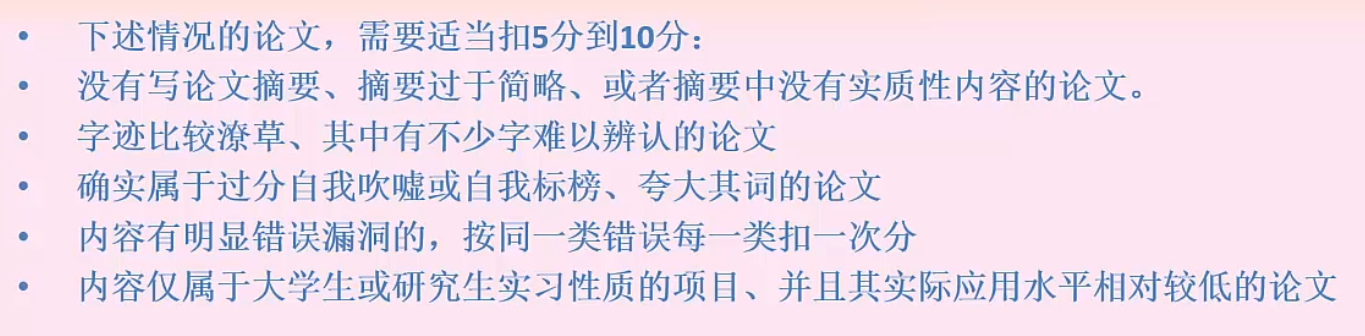 • 下述情况的论文，需要适当扣5分到10分：
• 没有写论文摘要、摘要过于简略、或者摘要中没有实质性内容的论文。
• 字迹比较潦草、其中有不少字难以辨认的论文
• 确实属于过分自我吹嘘或自我标榜、夸大其词的论文
• 内容有明显错误漏洞的，按同一类错误每一类扣一次分
• 内容仅属于大学生或研究生实习性质的项目、并且其实际应用水平相对较低的论文